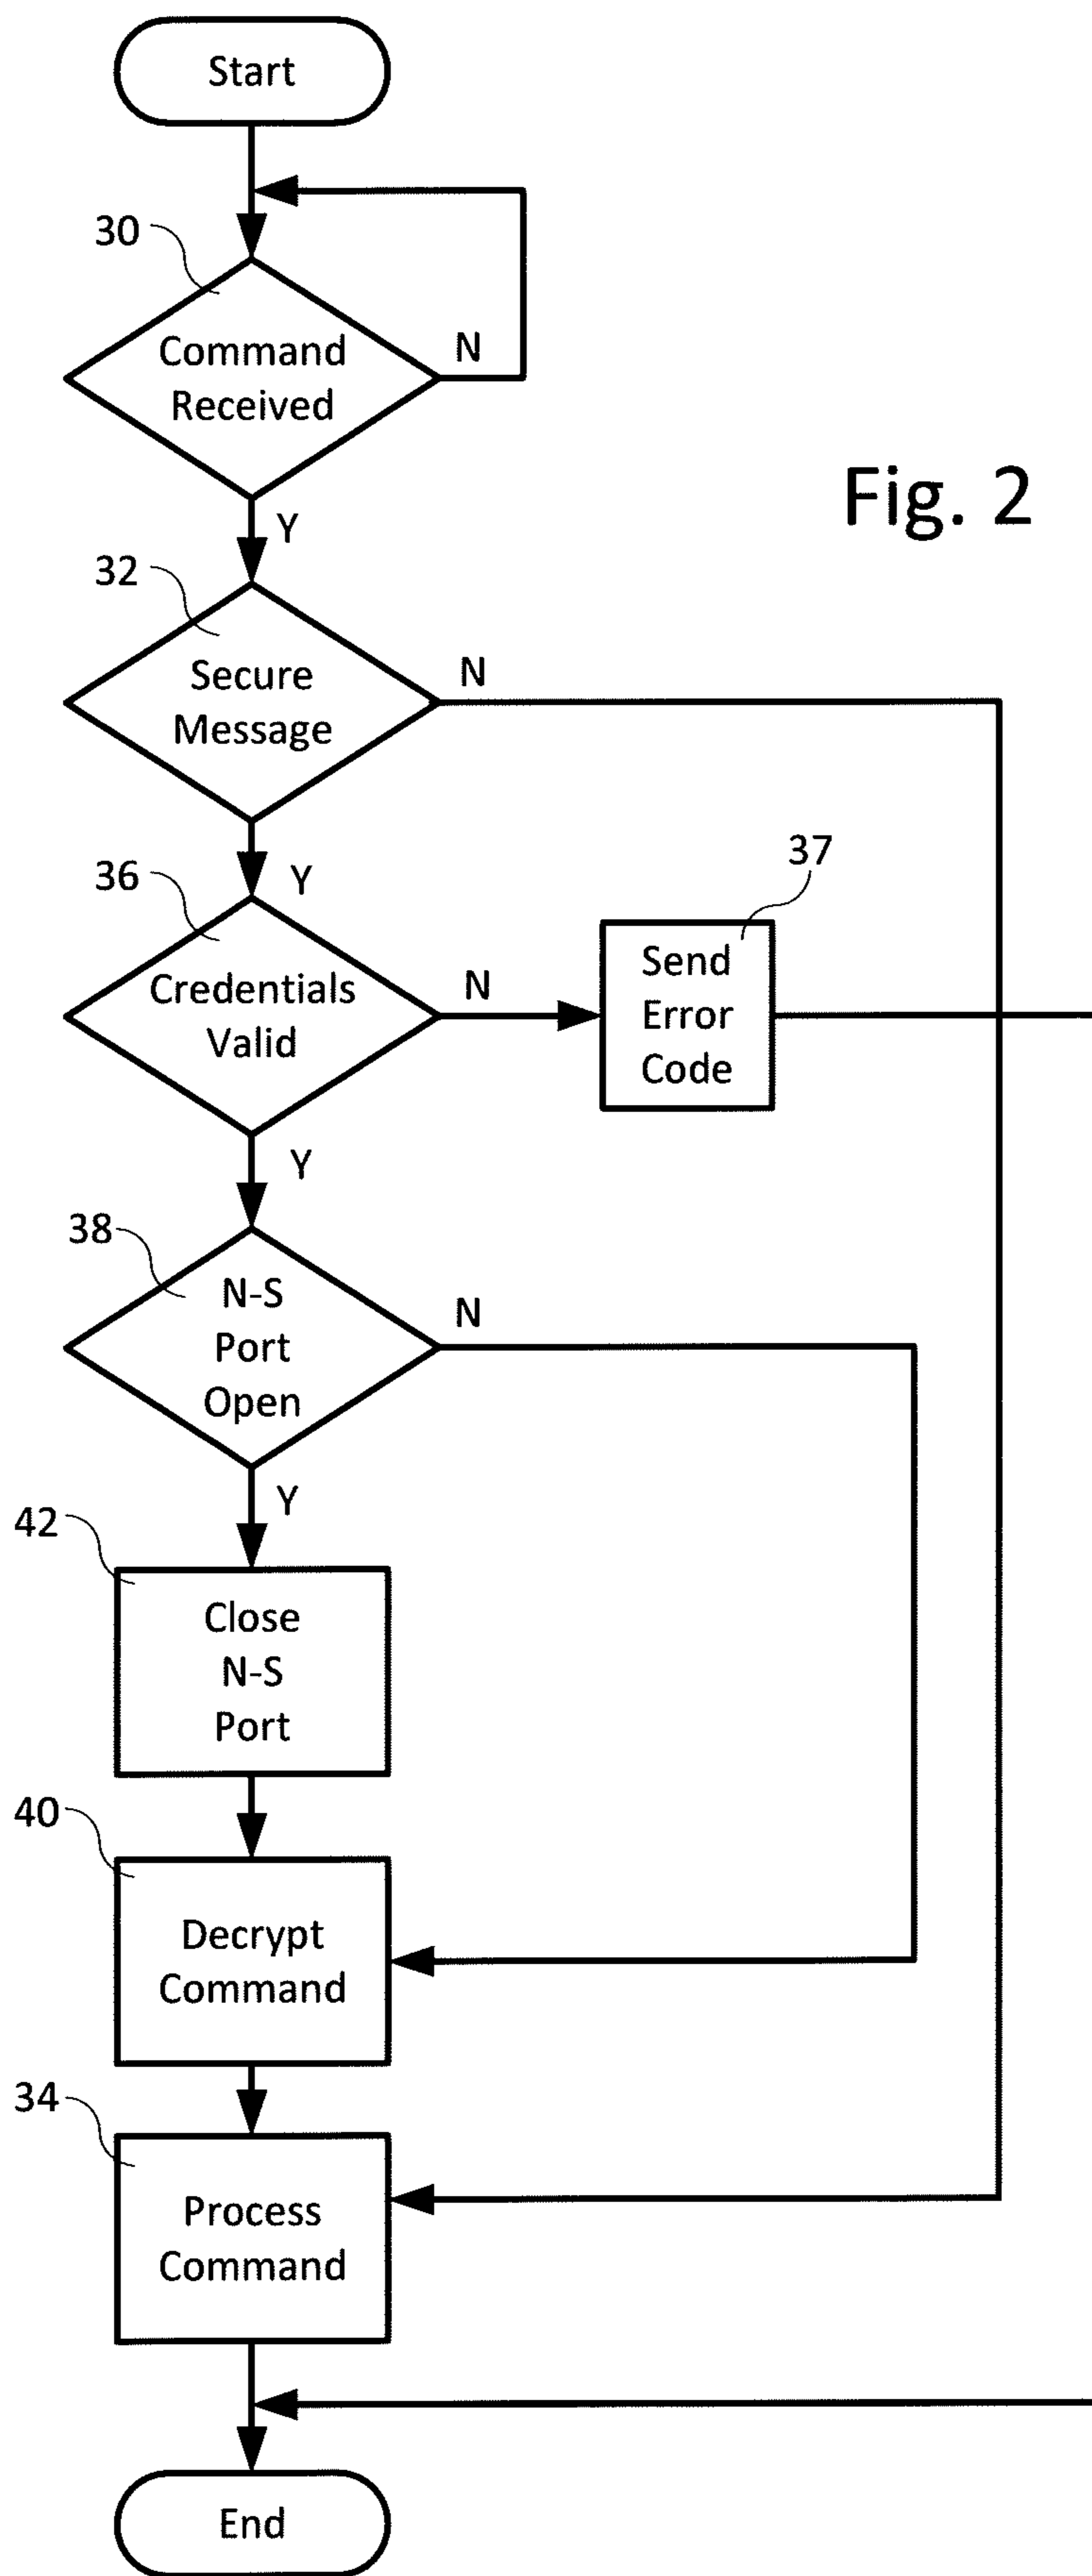 Start
30
Command
Received
N
Fig. 2
Y
32
Secure
Message
N
Y
36
37
Credentials
Valid
N
Send
Error
Code
Y
38
N-S
Port
Open
N
Y
42
Close
N-S
Port
40
Decrypt
Command
34
Process
Command
End